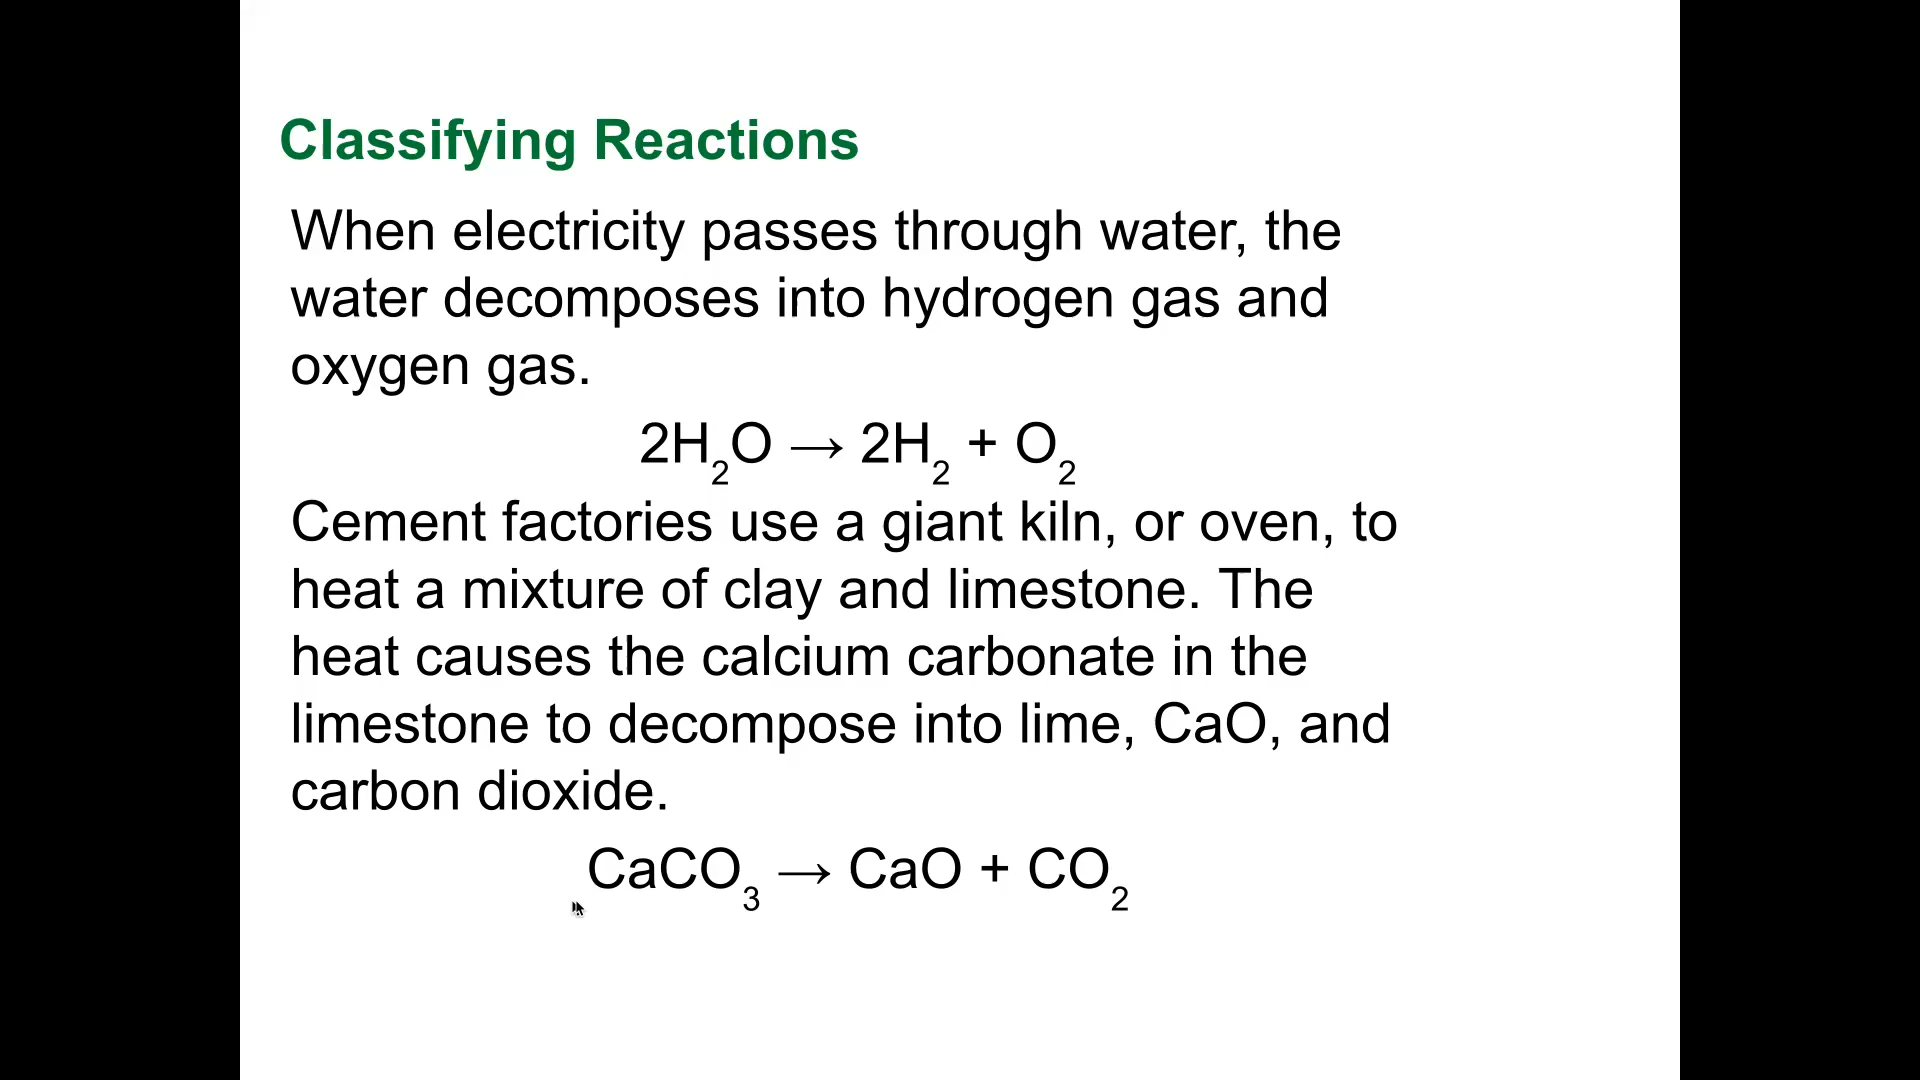 Classifying Reactions
When electricity passes through water, the
water decomposes into hydrogen gas and
oxygen gas.
2H₂O → 2H₂ + O₂
Cement factories use a giant kiln, or oven, to
heat a mixture of clay and limestone. The
heat causes the calcium carbonate in the
limestone to decompose into lime, CaO, and
carbon dioxide.
CaCO₃ → CaO + CO₂